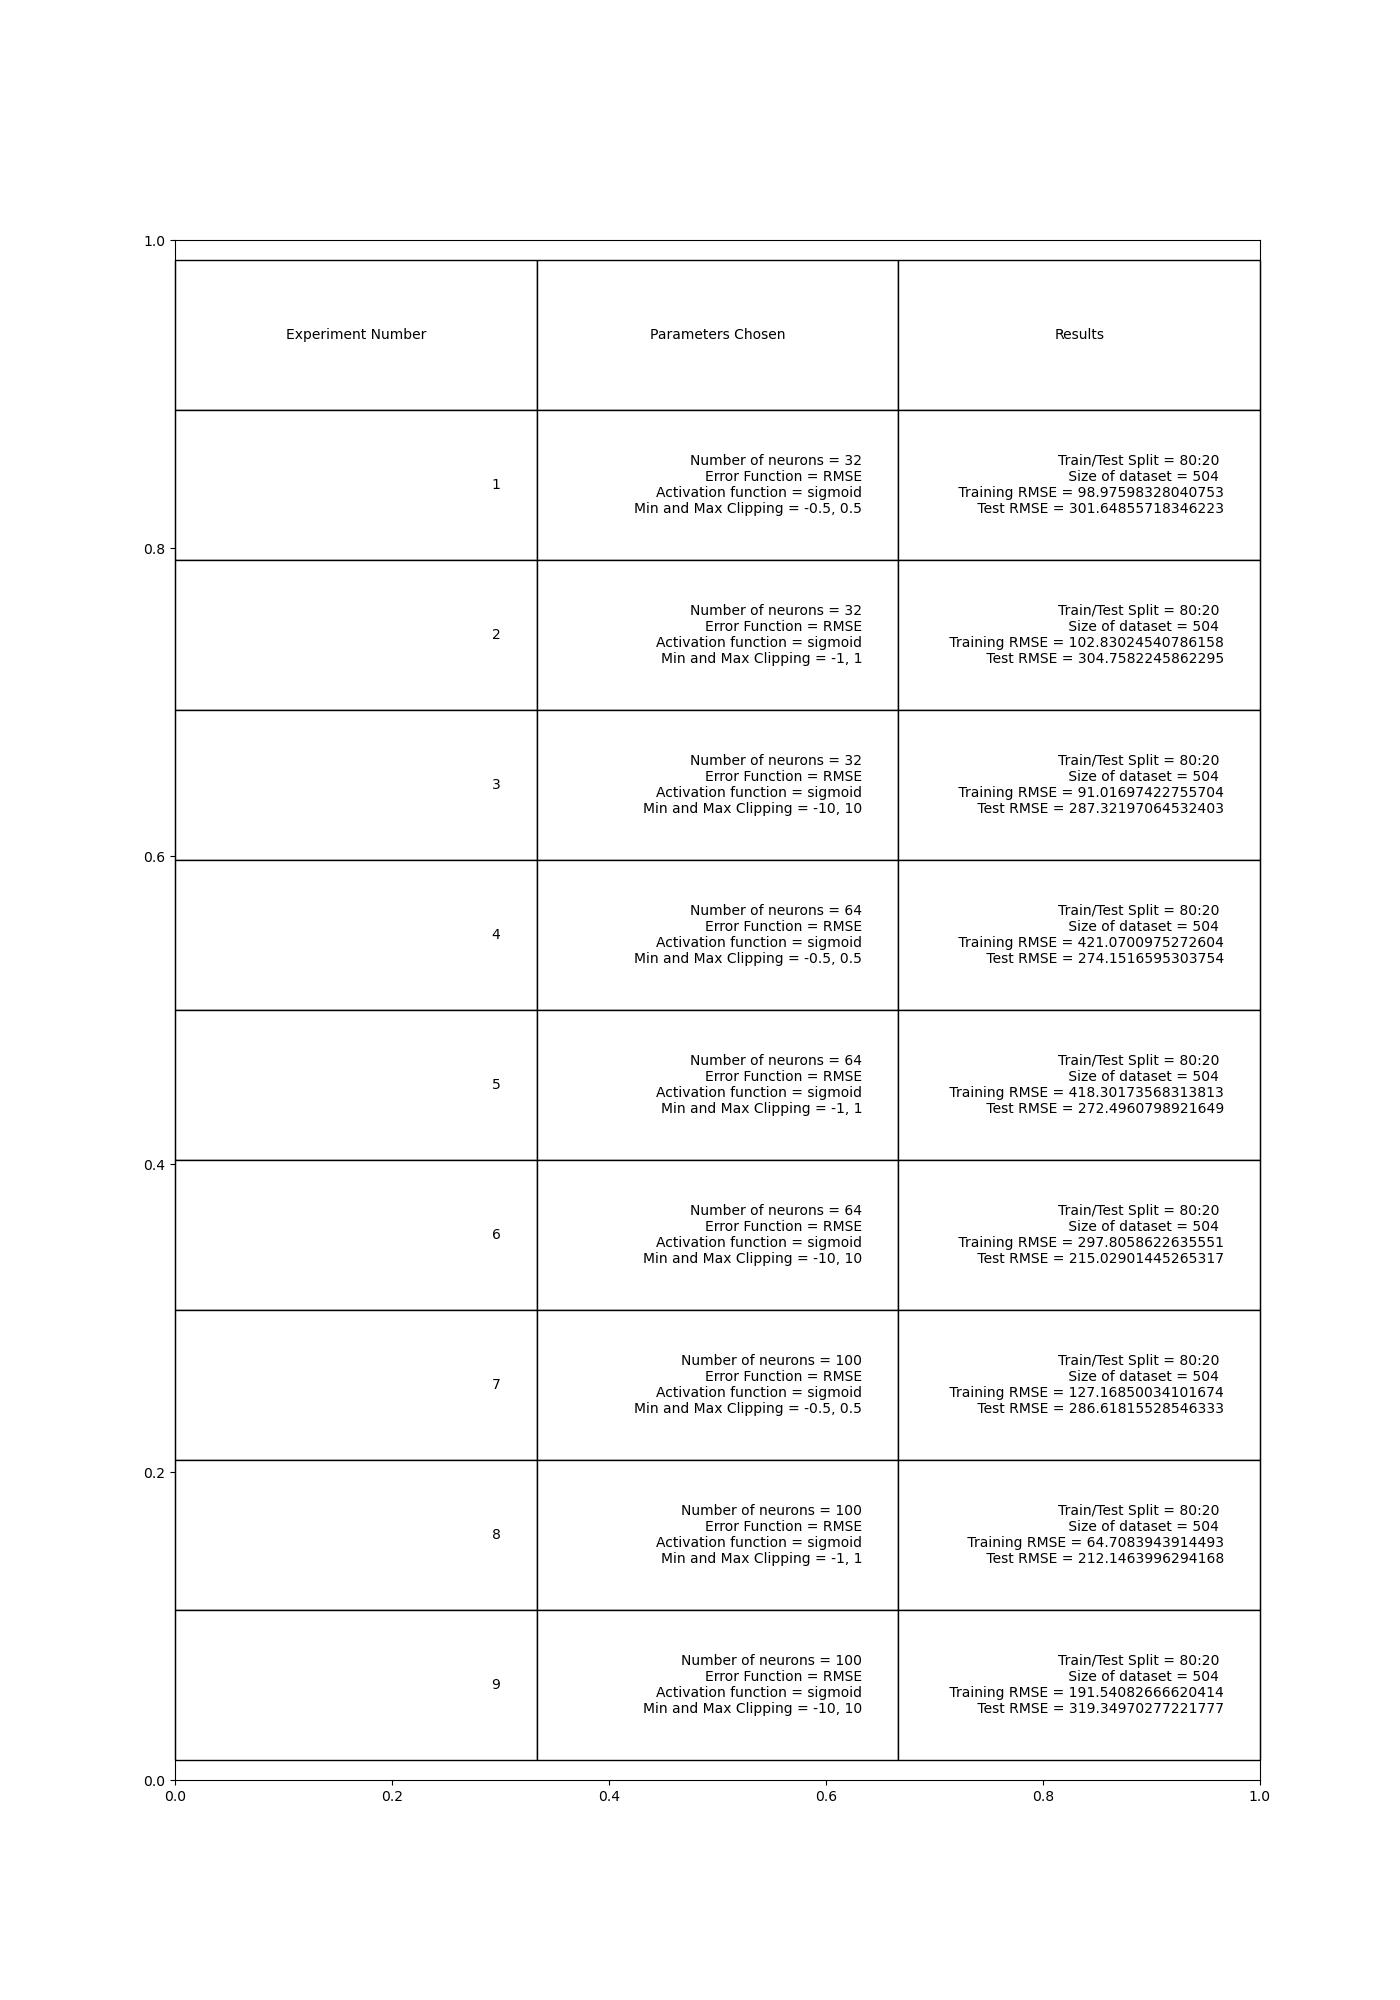 1.0
Experiment Number
Parameters Chosen
Results
1
Number of neurons = 32
Error Function = RMSE
Activation function = sigmoid
Min and Max Clipping = -0.5, 0.5
Train/Test Split = 80:20
Size of dataset = 504
Training RMSE = 98.97598328040753
Test RMSE = 301.64855718346223
0.8
2
Number of neurons = 32
Error Function = RMSE
Activation function = sigmoid
Min and Max Clipping = -1, 1
Train/Test Split = 80:20
Size of dataset = 504
Training RMSE = 102.83024540786158
Test RMSE = 304.7582245862295
3
Number of neurons = 32
Error Function = RMSE
Activation function = sigmoid
Min and Max Clipping = -10, 10
Train/Test Split = 80:20
Size of dataset = 504
Training RMSE = 91.01697422755704
Test RMSE = 287.32197064532403
0.6
4
Number of neurons = 64
Error Function = RMSE
Activation function = sigmoid
Min and Max Clipping = -0.5, 0.5
Train/Test Split = 80:20
Size of dataset = 504
Training RMSE = 421.0700975272604
Test RMSE = 274.1516595303754
5
Number of neurons = 64
Error Function = RMSE
Activation function = sigmoid
Min and Max Clipping = -1, 1
Train/Test Split = 80:20
Size of dataset = 504
Training RMSE = 418.30173568313813
Test RMSE = 272.4960798921649
0.4
6
Number of neurons = 64
Error Function = RMSE
Activation function = sigmoid
Min and Max Clipping = -10, 10
Train/Test Split = 80:20
Size of dataset = 504
Training RMSE = 297.8058622635551
Test RMSE = 215.02901445265317
7
Number of neurons = 100
Error Function = RMSE
Activation function = sigmoid
Min and Max Clipping = -0.5, 0.5
Train/Test Split = 80:20
Size of dataset = 504
Training RMSE = 127.16850034101674
Test RMSE = 286.61815528546333
0.2
8
Number of neurons = 100
Error Function = RMSE
Activation function = sigmoid
Min and Max Clipping = -1, 1
Train/Test Split = 80:20
Size of dataset = 504
Training RMSE = 64.7083943914493
Test RMSE = 212.1463996294168
9
Number of neurons = 100
Error Function = RMSE
Activation function = sigmoid
Min and Max Clipping = -10, 10
Train/Test Split = 80:20
Size of dataset = 504
Training RMSE = 191.54082666620414
Test RMSE = 319.34970277221777
0.0
0.0 0.2 0.4 0.6 0.8 1.0